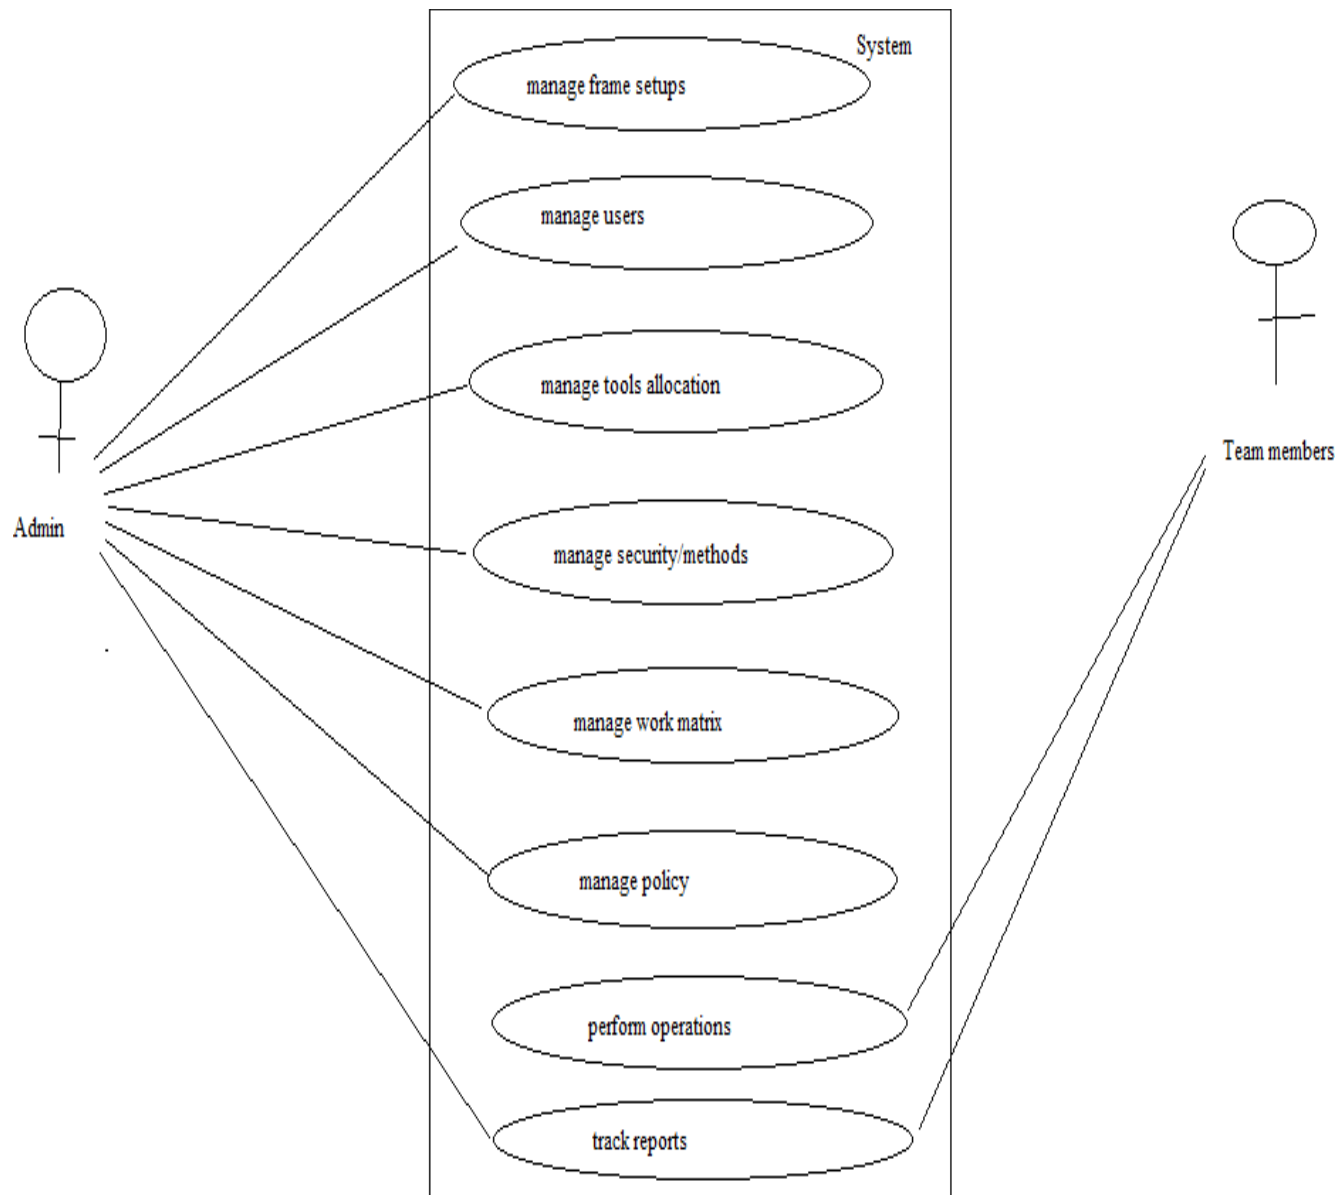 System
manage frame setups
manage users
manage tools allocation
Team members
Admin
manage security/methods
manage work matrix
manage policy
perform operations
track reports